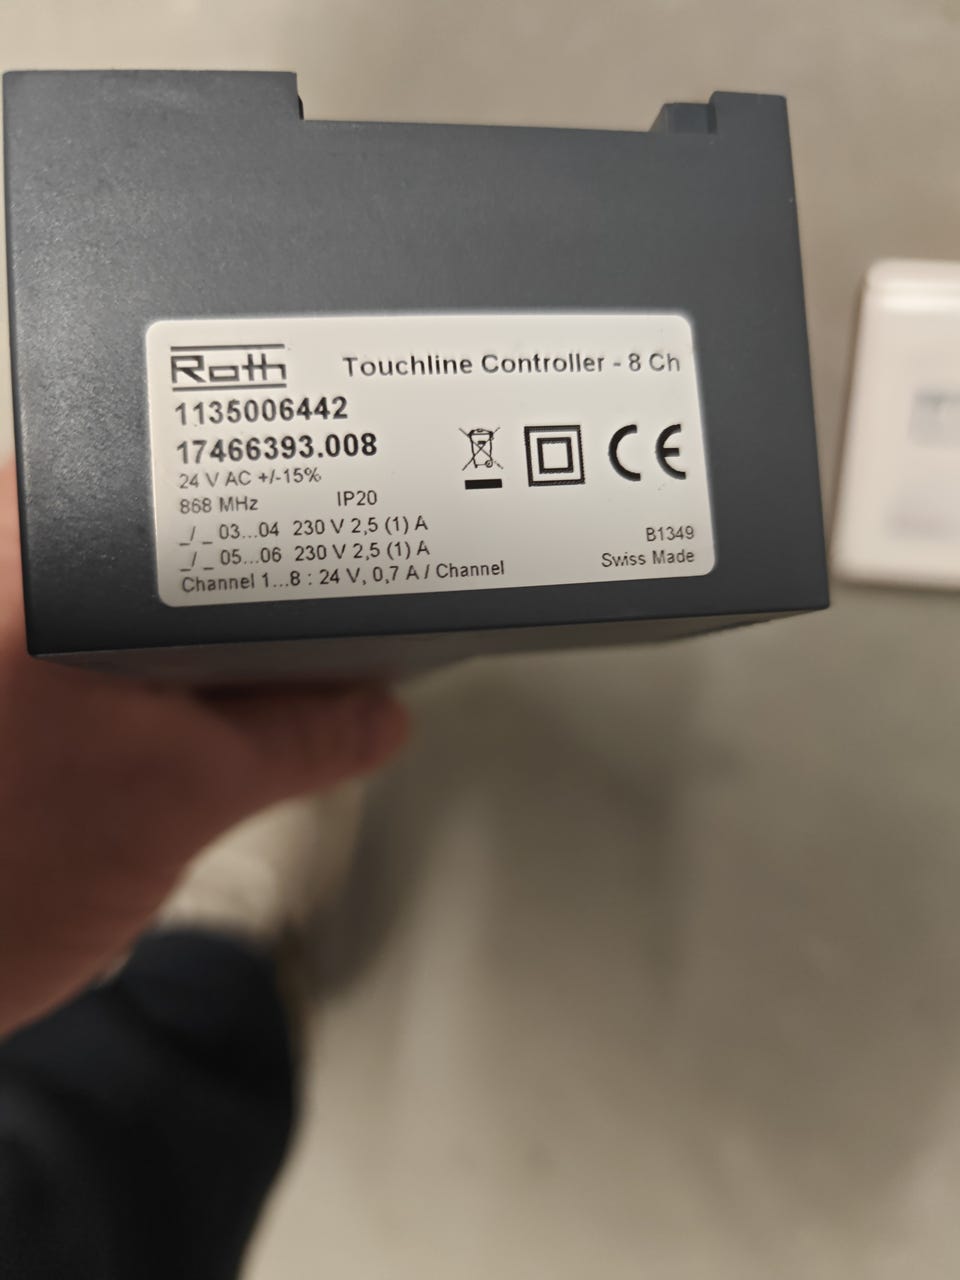 Roth
Touchline Controller - 8 Ch
1135006442
17466393.008
24 V AC +/-15%
868 MHz IP20
_/ _ 03...04 230 V 2,5 (1) A
_/ _ 05...06 230 V 2,5 (1) A
Channel 1...8 : 24 V, 0,7 A / Channel
CE
B1349
Swiss Made